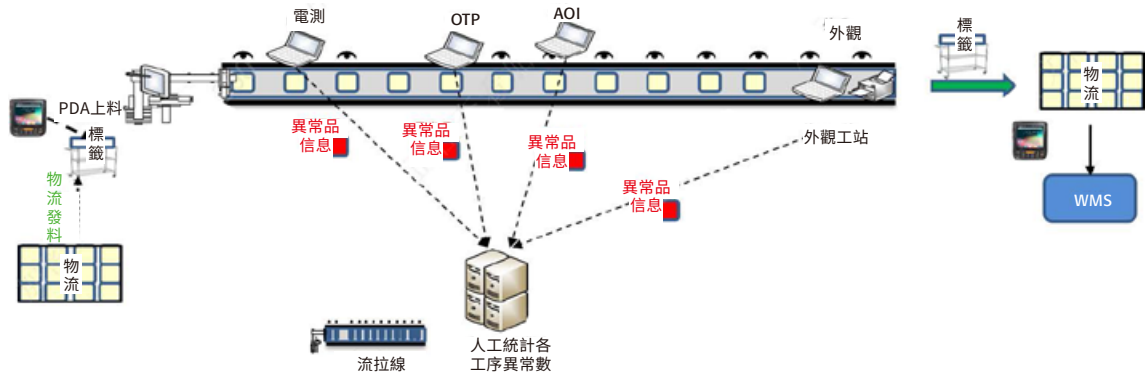 電測
OTP
AOI
外觀
標
籤
物
流
PDA上料
標
籤
異常品
信息
異常品
信息
異常品
信息
外觀工站
異常品
信息
物
流
發
料
WMS
物
流
人工統計各
工序異常數
流拉線